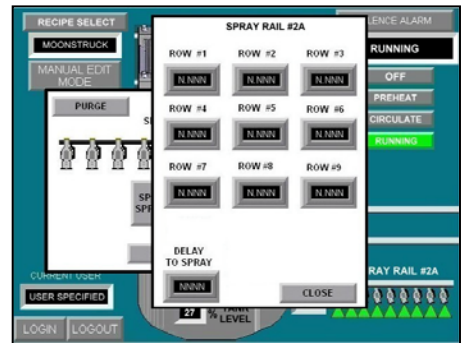 RECIPE SELECT
MOONSTRUCK
MANUAL EDIT
MODE
LENCE ALARM
RUNNING
OFF
PREHEAT
CIRCULATE
RUNNING
PURGE
SPRAY RAIL #2A
ROW #1 ROW #2 ROW #3
N.NNN N.NNN N.NNN
ROW #4 ROW #5 ROW #6
N.NNN N.NNN N.NNN
ROW #7 ROW #8 ROW #9
N.NNN N.NNN N.NNN
DELAY
TO SPRAY
NNNN
CLOSE
CURRENT USER
USER SPECIFIED
LOGIN LOGOUT
27 % TANK
LEVEL
RAY RAIL #2A